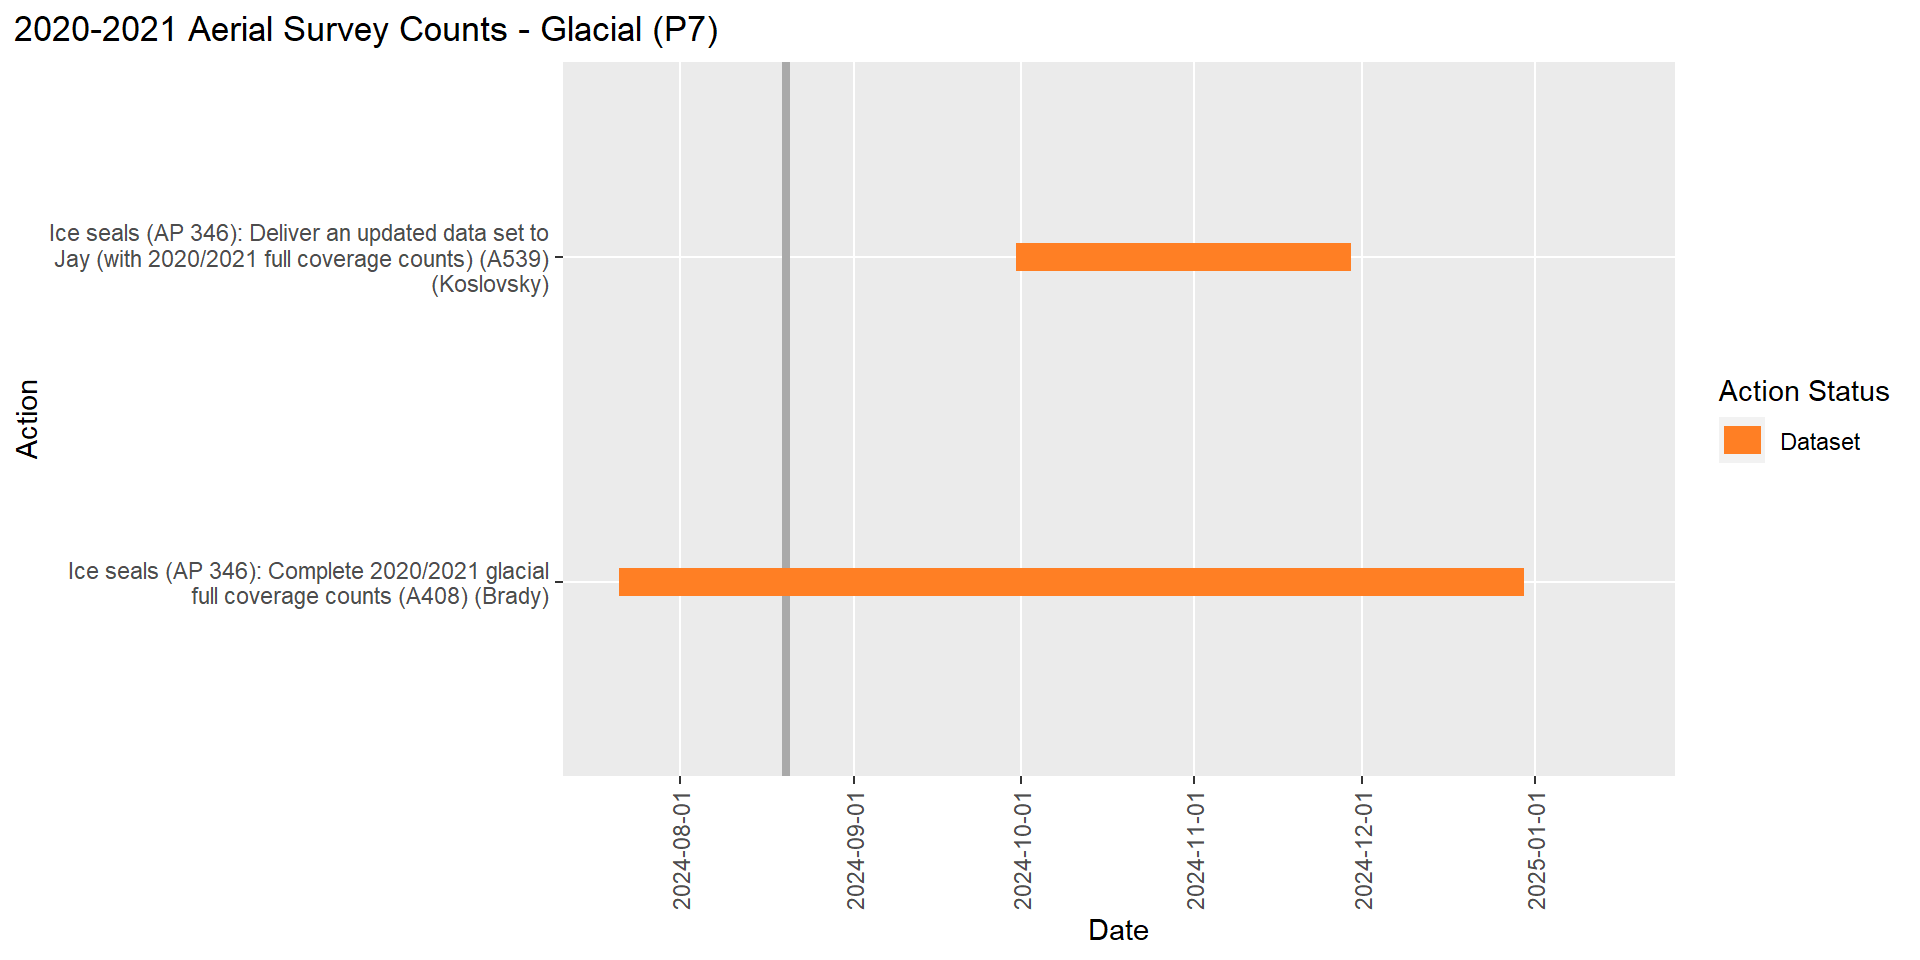 2020-2021 Aerial Survey Counts - Glacial (P7)
Ice seals (AP 346): Deliver an updated data set to
Jay (with 2020/2021 full coverage counts) (A539)
(Koslovsky)
Ice seals (AP 346): Complete 2020/2021 glacial
full coverage counts (A408) (Brady)
Action
2024-08-01
2024-09-01
2024-10-01
2024-11-01
2024-12-01
2025-01-01
Date
Action Status
Dataset